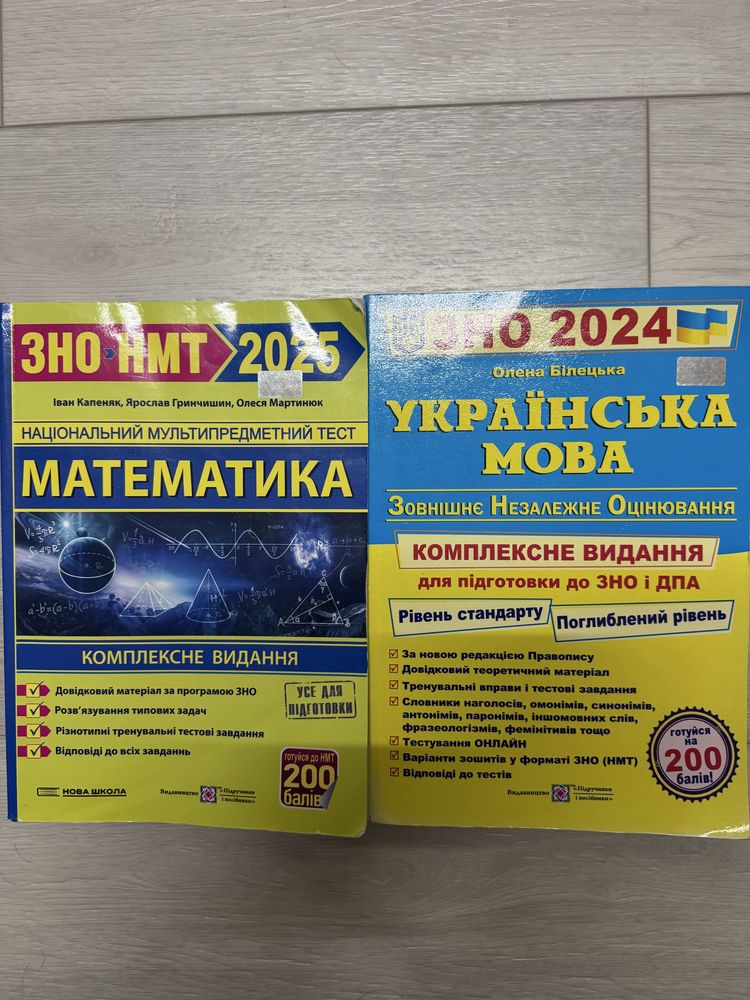 ЗНО НМТ 2025
Іван Капеняк, Ярослав Гринчишин, Олеся Мартинюк
НАЦІОНАЛЬНИЙ МУЛЬТИПРЕДМЕТНИЙ ТЕСТ
МАТЕМАТИКА
КОМПЛЕКСНЕ ВИДАННЯ
Довідковий матеріал за програмою ЗНО
Розв'язування типових задач
Різнотипні тренувальні тестові завдання
Відповіді до всіх завдань
УСЕ ДЛЯ
ПІДГОТОВКИ
готуйся до НМТ
200
балів
НОВА ШКОЛА
Видавництво «Підручники
і посібники»
ЗНО 2024
Олена Білецька
УКРАЇНСЬКА
МОВА
Зовнішнє Незалежне Оцінювання
КОМПЛЕКСНЕ ВИДАННЯ
для підготовки до ЗНО і ДПА
Рівень стандарту
Поглиблений рівень
За новою редакцією Правопису
Довідковий теоретичний матеріал
Тренувальні вправи і тестові завдання
Словники наголосів, омонімів, синонімів,
антонімів, паронімів, іншомовних слів,
фразеологізмів, фемінітивів тощо
Тестування ОНЛАЙН
Варіанти зошитів у форматі ЗНО (НМТ)
Відповіді до тестів
готуйся
на
200
балів!
Видавництво «Підручники
і посібники»